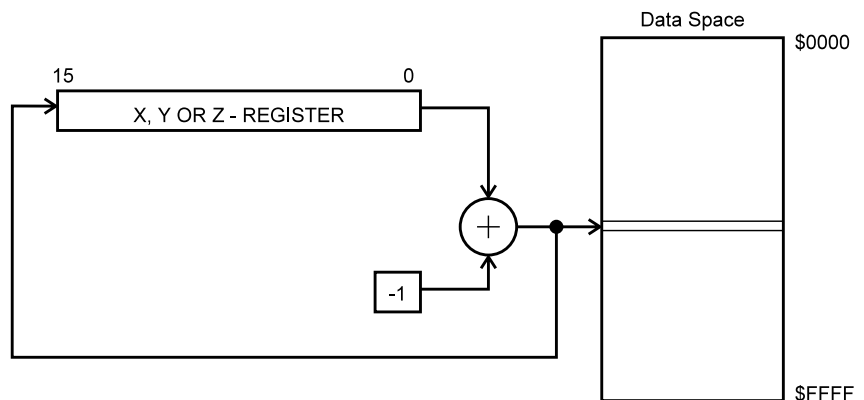 Data Space
$0000
15
0
X, Y OR Z - REGISTER
+
-1
$FFFF